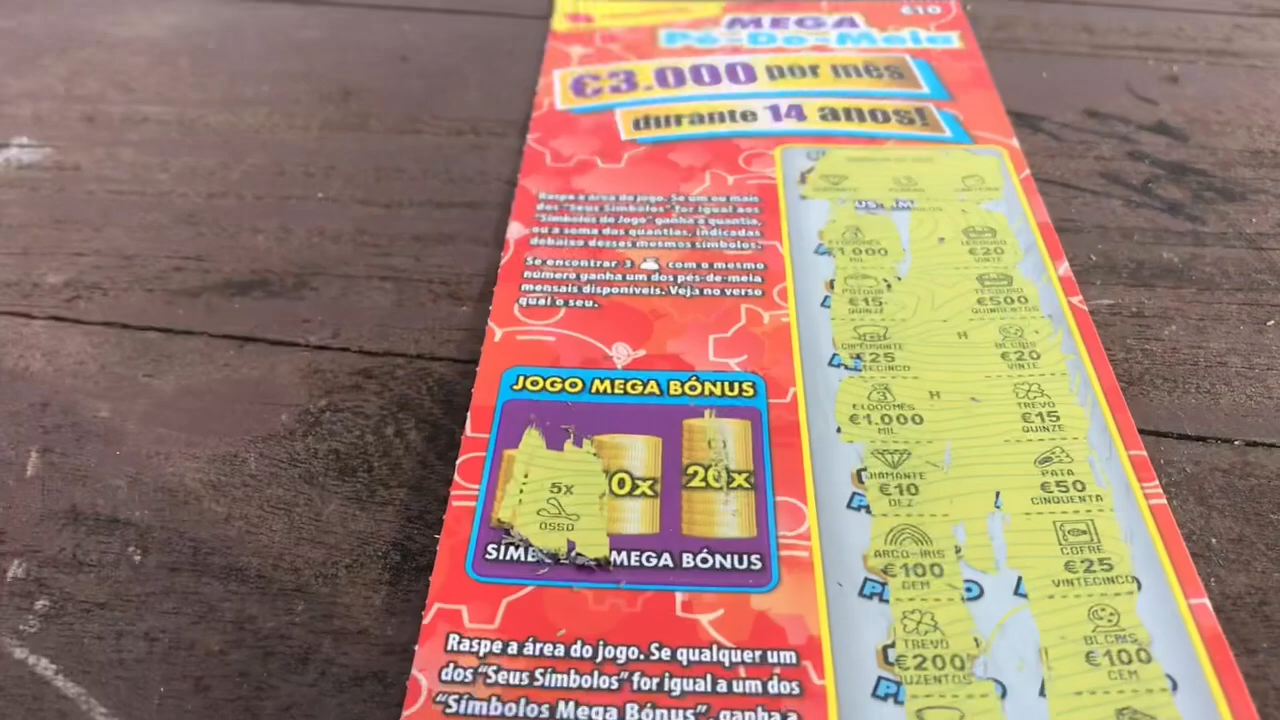 €10
MEGA
Pé-De-Meia
€3.000 por mês
durante 14 anos!
Raspe a área do jogo. Se um ou mais
dos "Seus Símbolos" for igual aos
"Símbolos do Jogo" ganha a quantia,
ou a soma das quantias, indicadas
debaixo desses mesmos símbolos.
Se encontrar 3 com o mesmo
número ganha um dos pés-de-meia
mensais disponíveis. Veja no verso
qual o seu.
DIAMANTE
€1.000 €20
MIL VINTE
TESOURO
€15 €500
QUINZE QUINHENTOS
H
€25 €20
VINTE
3 H TREVO
€1.000 €15
MIL QUINZE
DIAMANTE PATA
€10 €50
DEZ CINQUENTA
ARCO-ÍRIS COFRE
€100 €25
CEM VINTECINCO
TREVO
€200 €100
DUZENTOS CEM
JOGO MEGA BÓNUS
5x 0x 20x
OSSO
MEGA BÓNUS
Raspe a área do jogo. Se qualquer um
dos "Seus Símbolos" for igual a um dos
"Símbolos Mega Bónus", ganha a